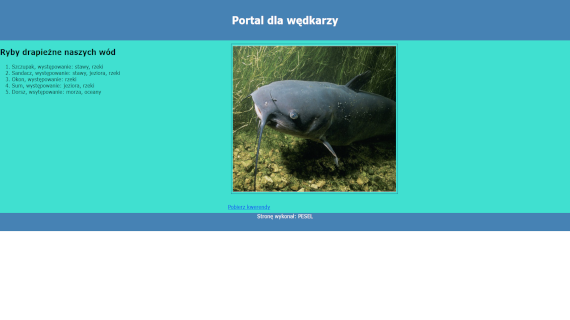 Portal dla wędkarzy
Ryby drapieżne naszych wód
1. Szczupak, występowanie: stawy, rzeki
2. Sandacz, występowanie: stawy, jeziora, rzeki
3. Okon, występowanie: rzeki
4. Sum, występowanie: jeziora, rzeki
5. Dorsz, występowanie: morza, oceany
Pobierz kwerendy
Stronę wykonał: PESEL